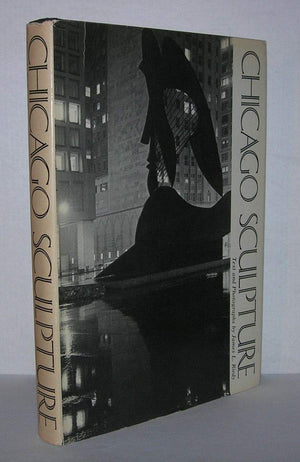 CHICAGO SCULPTURE
CHICAGO SCULPTURE
Text and Photographs by James L. Riedy